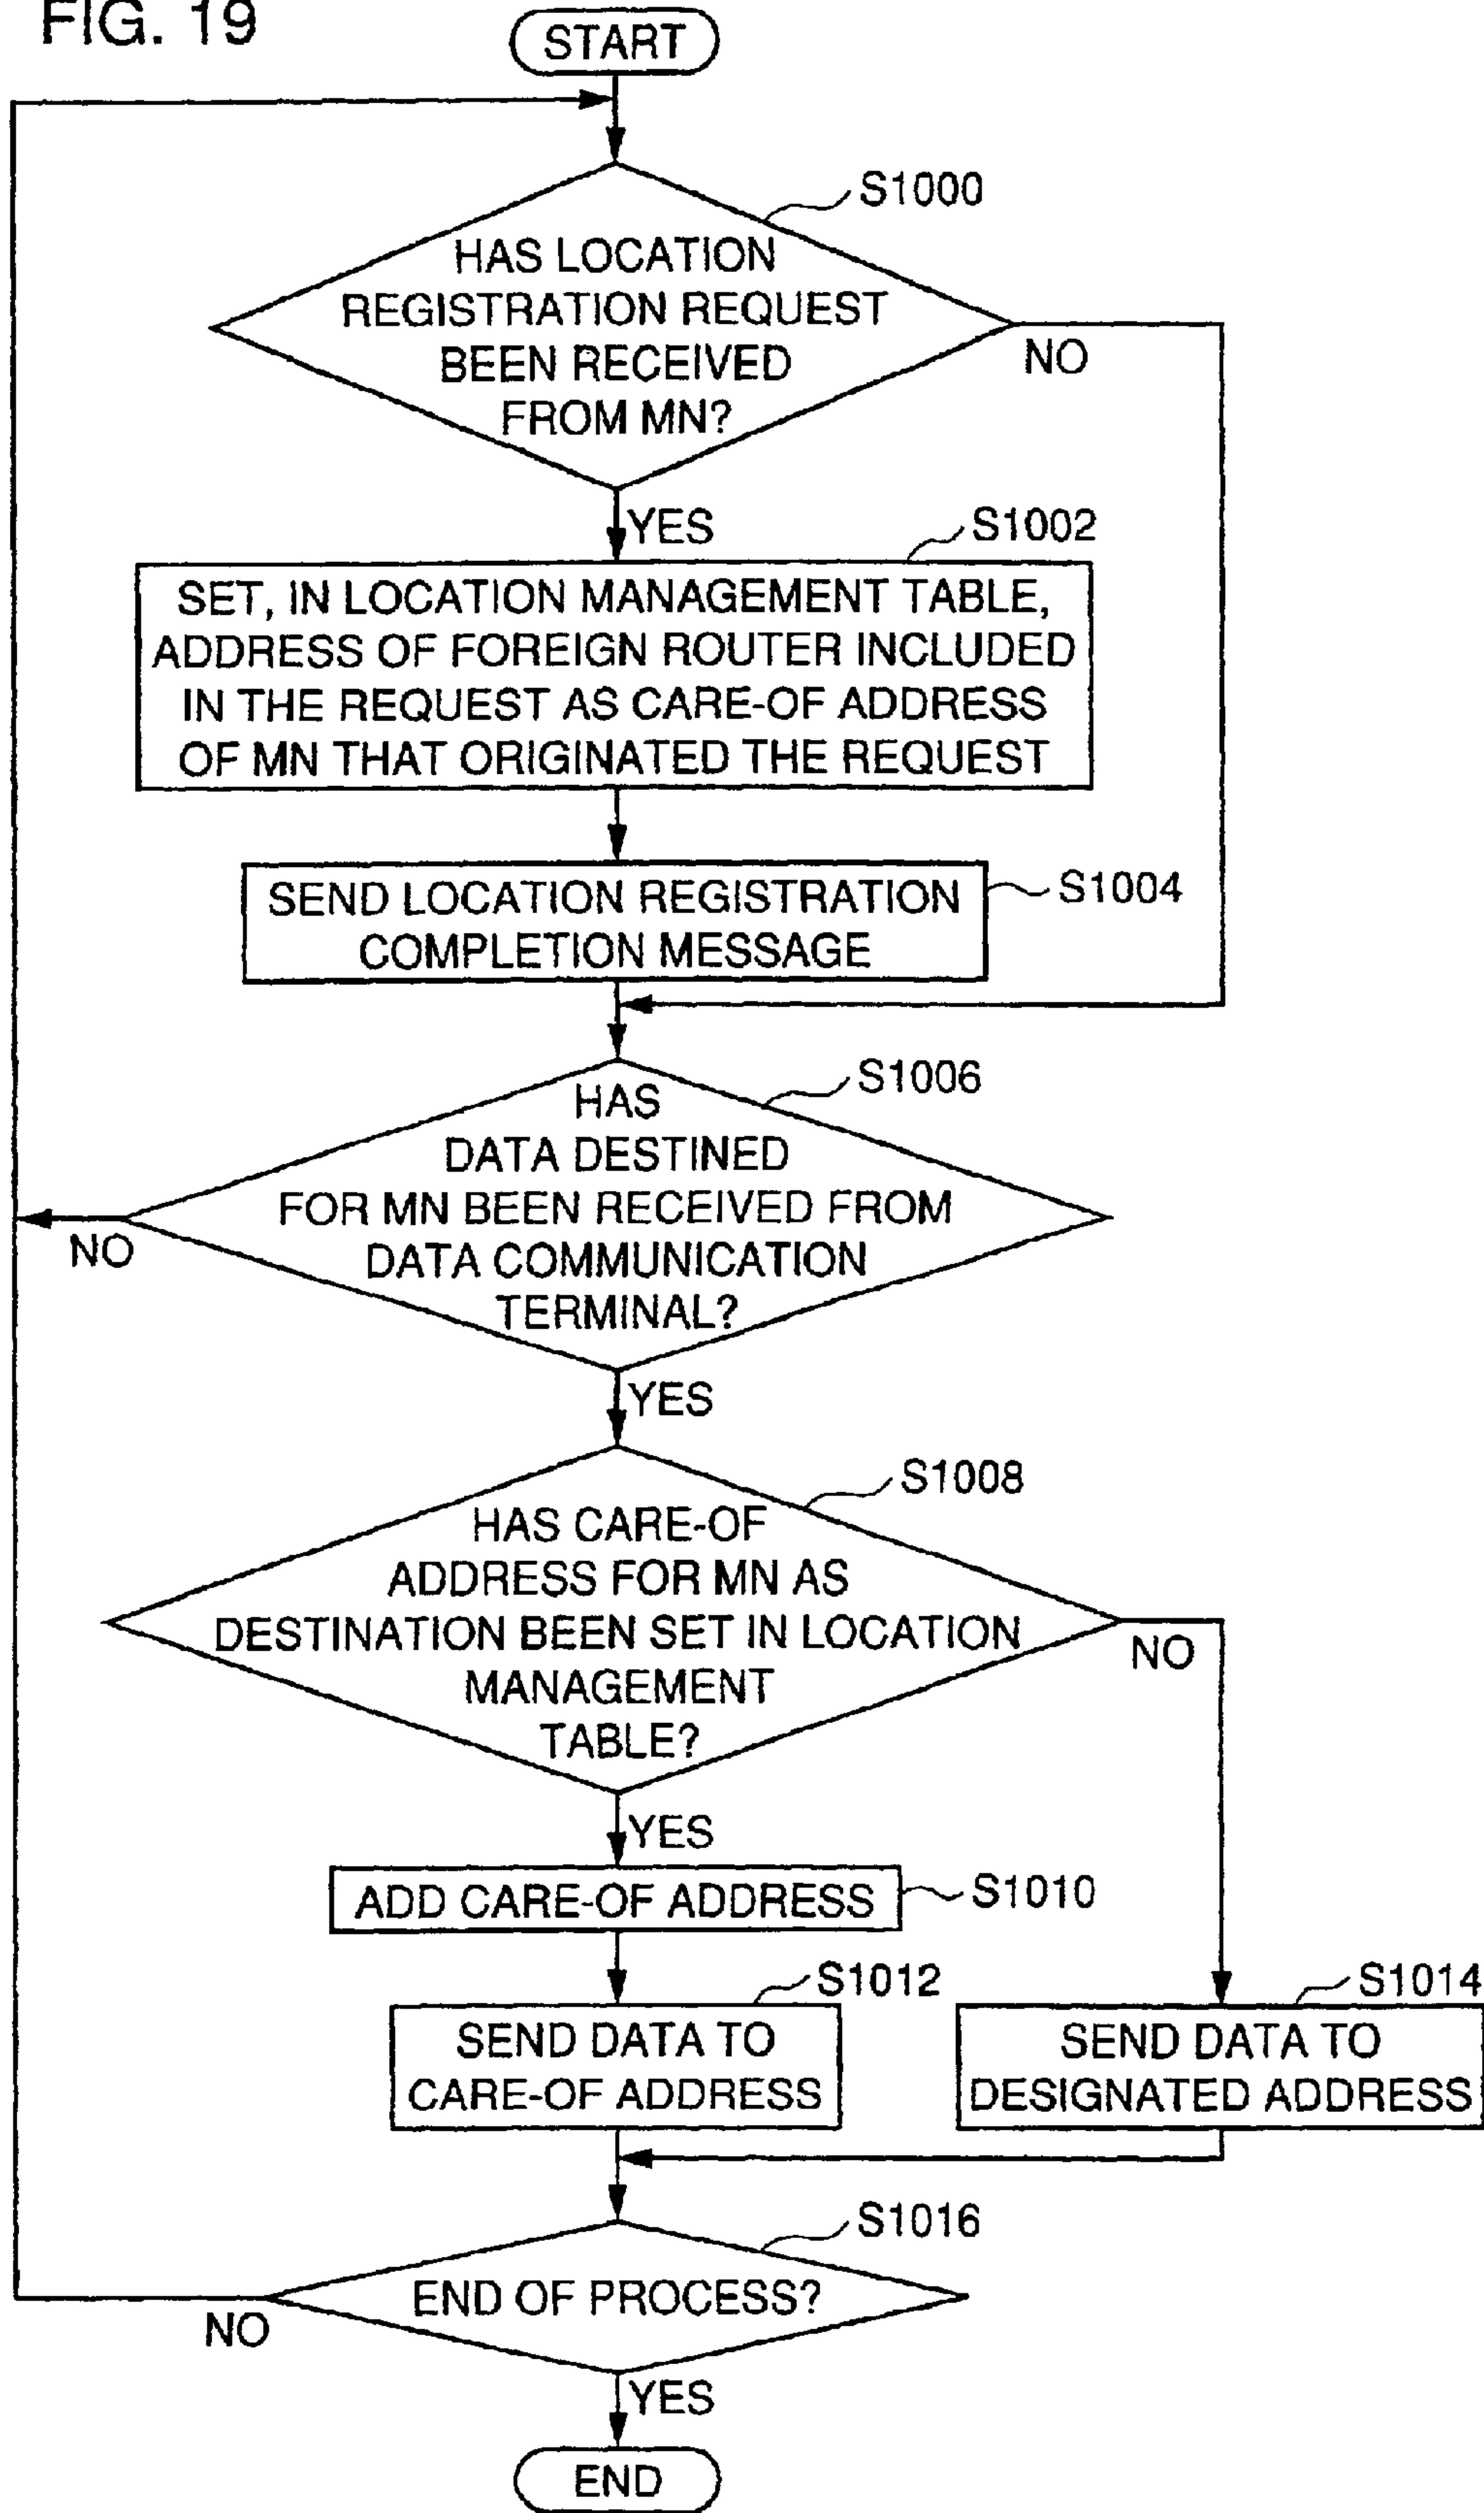 FIG. 19
START
S1000
HAS LOCATION
REGISTRATION REQUEST
BEEN RECEIVED
FROM MN?
NO
YES
S1002
SET, IN LOCATION MANAGEMENT TABLE,
ADDRESS OF FOREIGN ROUTER INCLUDED
IN THE REQUEST AS CARE-OF ADDRESS
OF MN THAT ORIGINATED THE REQUEST
SEND LOCATION REGISTRATION
COMPLETION MESSAGE
S1004
S1006
HAS
DATA DESTINED
FOR MN BEEN RECEIVED FROM
DATA COMMUNICATION
TERMINAL?
NO
YES
S1008
HAS CARE-OF
ADDRESS FOR MN AS
DESTINATION BEEN SET IN LOCATION
MANAGEMENT
TABLE?
NO
YES
ADD CARE-OF ADDRESS
S1010
S1012
SEND DATA TO
CARE-OF ADDRESS
S1014
SEND DATA TO
DESIGNATED ADDRESS
S1016
END OF PROCESS?
NO
YES
END